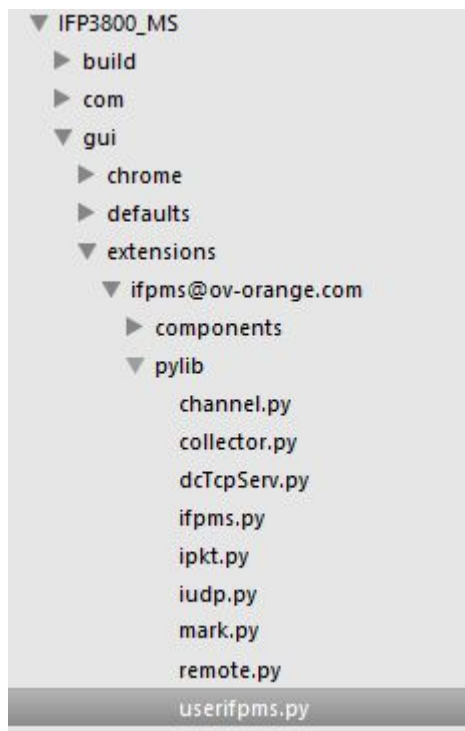 IFP3800_MS
build
com
gui
chrome
defaults
extensions
ifpms@ov-orange.com
components
pylib
channel.py
collector.py
dcTcpServ.py
ifpms.py
ipkt.py
iudp.py
mark.py
remote.py
userifpms.py